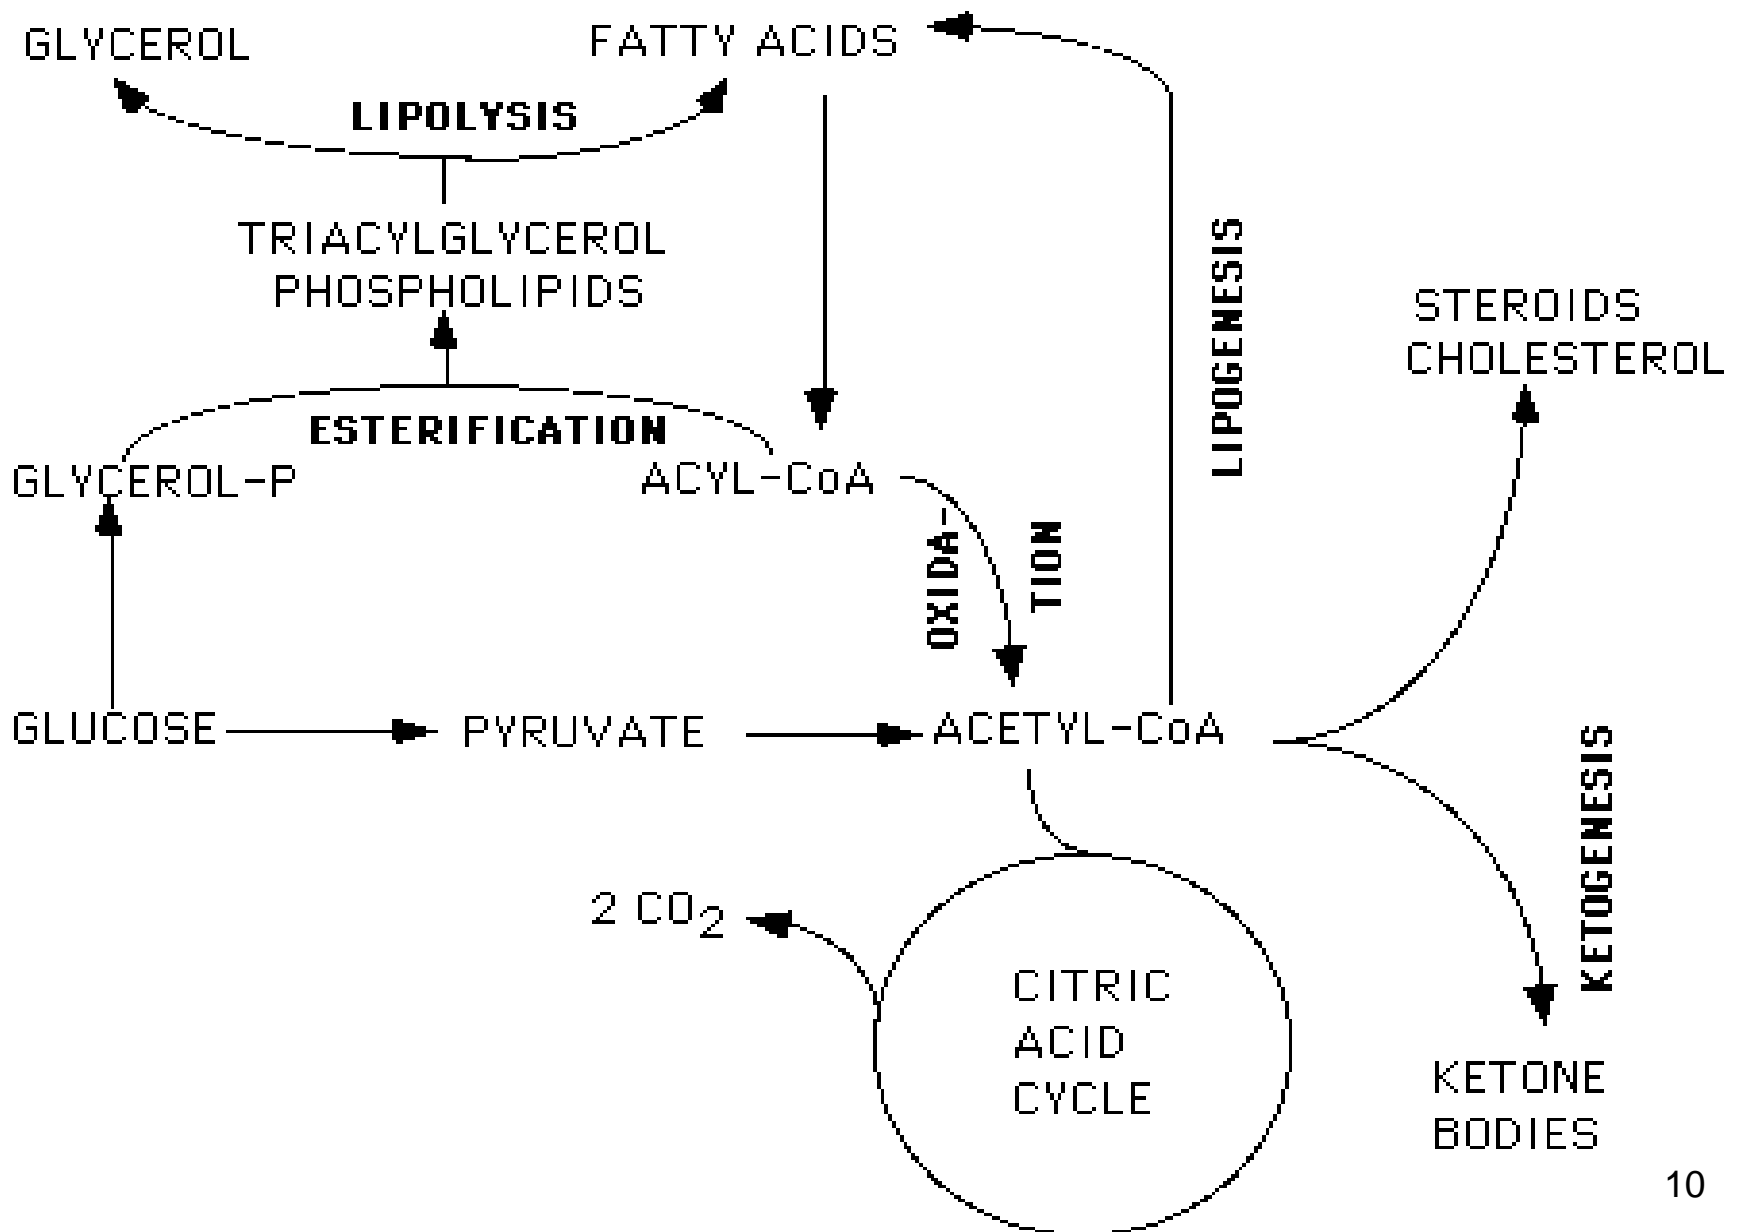 GLYCEROL
FATTY ACIDS
LIPOLYSIS
TRIACYLGLYCEROL
PHOSPHOLIPIDS
LIPOGENESIS
STEROIDS
CHOLESTEROL
ESTERIFICATION
GLYCEROL-P
ACYL-CoA
OXIDA-
TION
GLUCOSE
PYRUVATE
ACETYL-CoA
KETOGENESIS
2 CO2
CITRIC
ACID
CYCLE
KETONE
BODIES
10